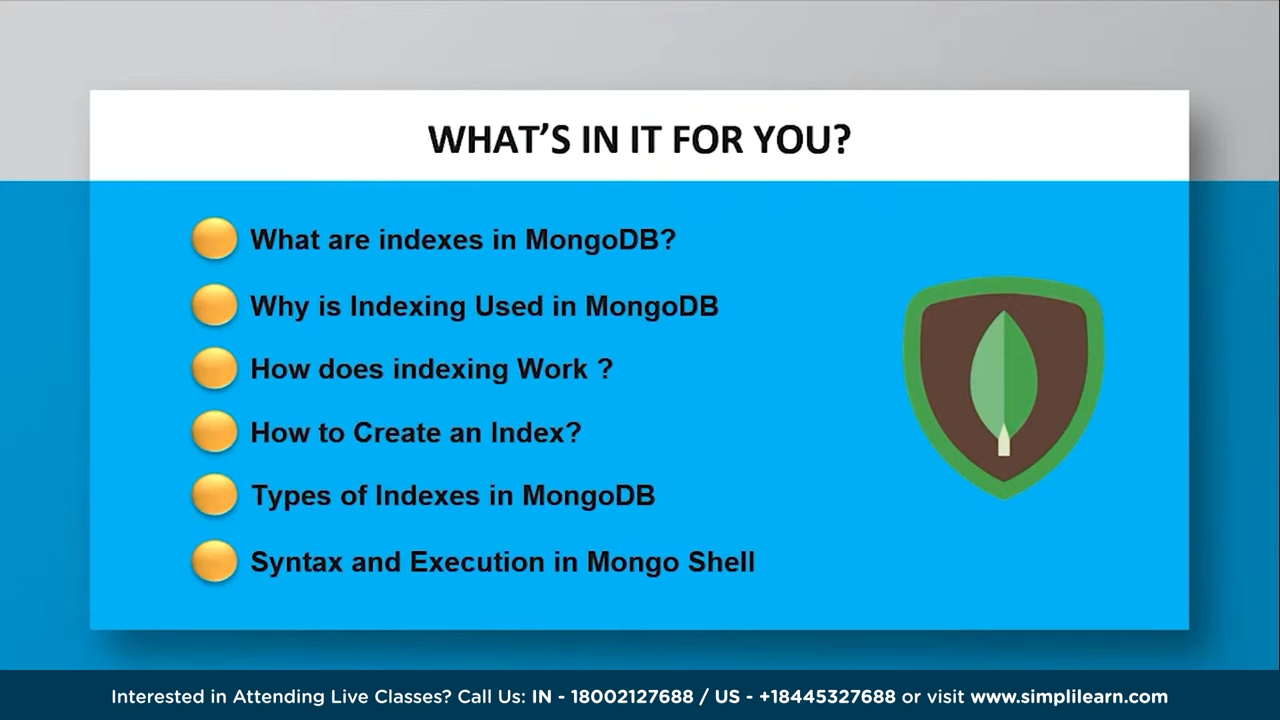 WHAT’S IN IT FOR YOU?
What are indexes in MongoDB?
Why is Indexing Used in MongoDB
How does indexing Work ?
How to Create an Index?
Types of Indexes in MongoDB
Syntax and Execution in Mongo Shell
Interested in Attending Live Classes? Call Us: IN - 18002127688 / US - +18445327688 or visit www.simplilearn.com